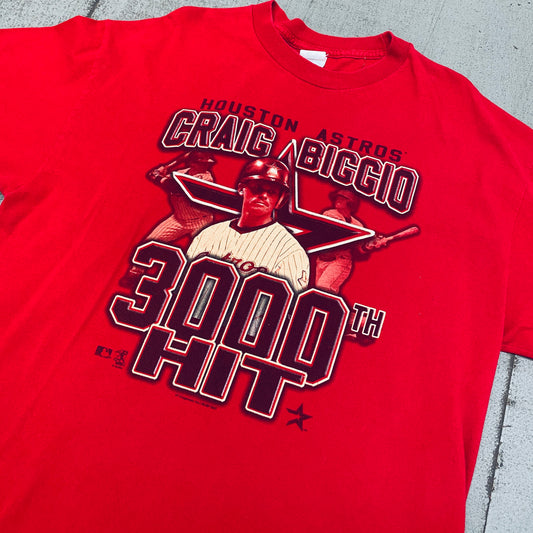 HOUSTON ASTROS
CRAIG BIGGIO
3000TH
HIT